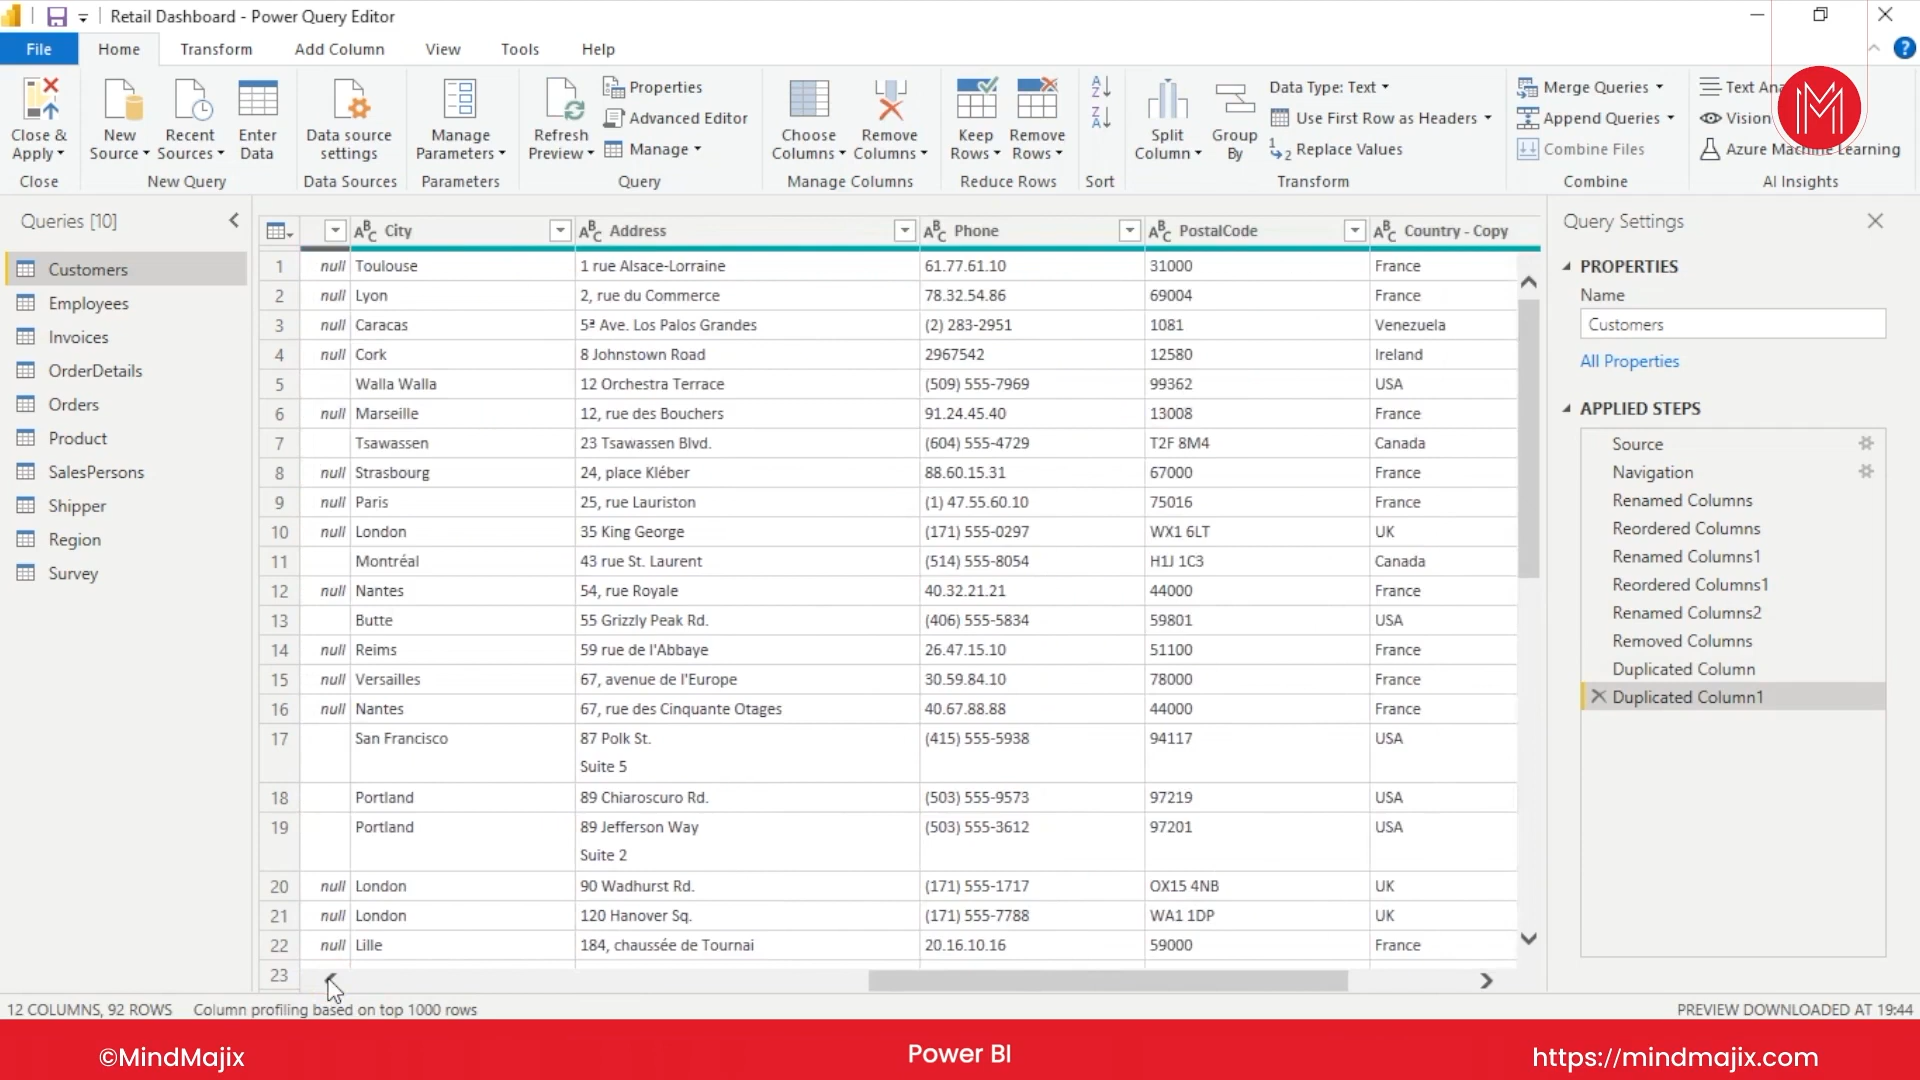 Retail Dashboard - Power Query Editor
File Home Transform Add Column View Tools Help
Close & Apply
New Source
Recent Sources
Enter Data
Data source settings
Manage Parameters
Refresh Preview
Properties
Advanced Editor
Manage
Choose Columns
Remove Columns
Keep Rows
Remove Rows
Split Column
Group By
Data Type: Text
Use First Row as Headers
Replace Values
Merge Queries
Append Queries
Combine Files
Vision
Azure Machine Learning
Close New Query Data Sources Parameters Query Manage Columns Reduce Rows Sort Transform Combine AI Insights
Queries [10]
Customers
Employees
Invoices
OrderDetails
Orders
Product
SalesPersons
Shipper
Region
Survey
City Address Phone PostalCode Country - Copy
1 null Toulouse 1 rue Alsace-Lorraine 61.77.61.10 31000 France
2 null Lyon 2, rue du Commerce 78.32.54.86 69004 France
3 null Caracas 5ª Ave. Los Palos Grandes (2) 283-2951 1081 Venezuela
4 null Cork 8 Johnstown Road 2967542 12580 Ireland
5 Walla Walla 12 Orchestra Terrace (509) 555-7969 99362 USA
6 null Marseille 12, rue des Bouchers 91.24.45.40 13008 France
7 Tsawassen 23 Tsawassen Blvd. (604) 555-4729 T2F 8M4 Canada
8 null Strasbourg 24, place Kléber 88.60.15.31 67000 France
9 null Paris 25, rue Lauriston (1) 47.55.60.10 75016 France
10 null London 35 King George (171) 555-0297 WX1 6LT UK
11 Montréal 43 rue St. Laurent (514) 555-8054 H1J 1C3 Canada
12 null Nantes 54, rue Royale 40.32.21.21 44000 France
13 Butte 55 Grizzly Peak Rd. (406) 555-5834 59801 USA
14 null Reims 59 rue de l'Abbaye 26.47.15.10 51100 France
15 null Versailles 67, avenue de l'Europe 30.59.84.10 78000 France
16 null Nantes 67, rue des Cinquante Otages 40.67.88.88 44000 France
17 San Francisco 87 Polk St. (415) 555-5938 94117 USA
Suite 5
18 Portland 89 Chiaroscuro Rd. (503) 555-9573 97219 USA
19 Portland 89 Jefferson Way (503) 555-3612 97201 USA
Suite 2
20 null London 90 Wadhurst Rd. (171) 555-1717 OX15 4NB UK
21 null London 120 Hanover Sq. (171) 555-7788 WA1 1DP UK
22 null Lille 184, chaussée de Tournai 20.16.10.16 59000 France
23
Query Settings
PROPERTIES
Name
Customers
All Properties
APPLIED STEPS
Source
Navigation
Renamed Columns
Reordered Columns
Renamed Columns1
Reordered Columns1
Renamed Columns2
Removed Columns
Duplicated Column
Duplicated Column1
12 COLUMNS, 92 ROWS Column profiling based on top 1000 rows PREVIEW DOWNLOADED AT 19:44
©MindMajix Power BI https://mindmajix.com